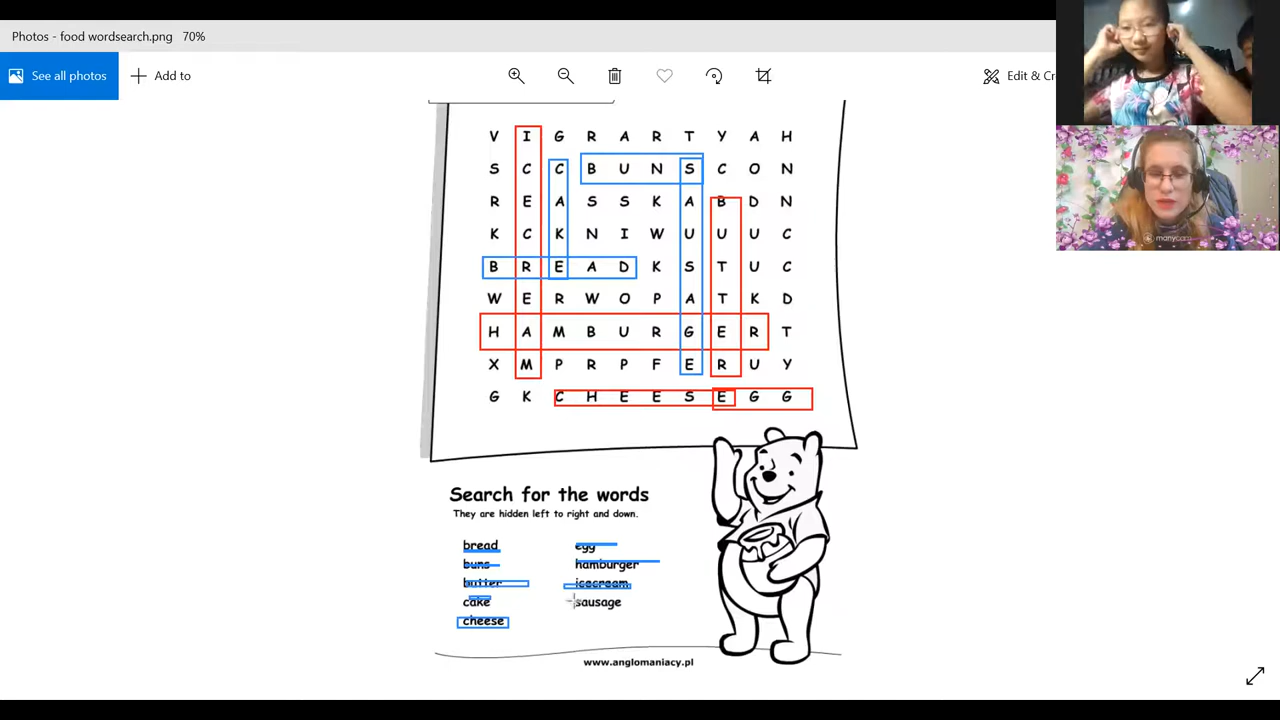 Photos - food wordsearch.png 70%
See all photos
Add to
Edit & Cr
V I G R A R T Y A H
S C C B U N S C O N
R E A S S K A B D N
K C K N I W U U U C
B R E A D K S T U C
W E R W O P A T K D
H A M B U R G E R T
X M P R P F E R U Y
G K C H E E S E G G
Search for the words
They are hidden left to right and down.
bread
buns
butter
cake
cheese
egg
hamburger
icecream
sausage
www.anglomaniacy.pl
manycam